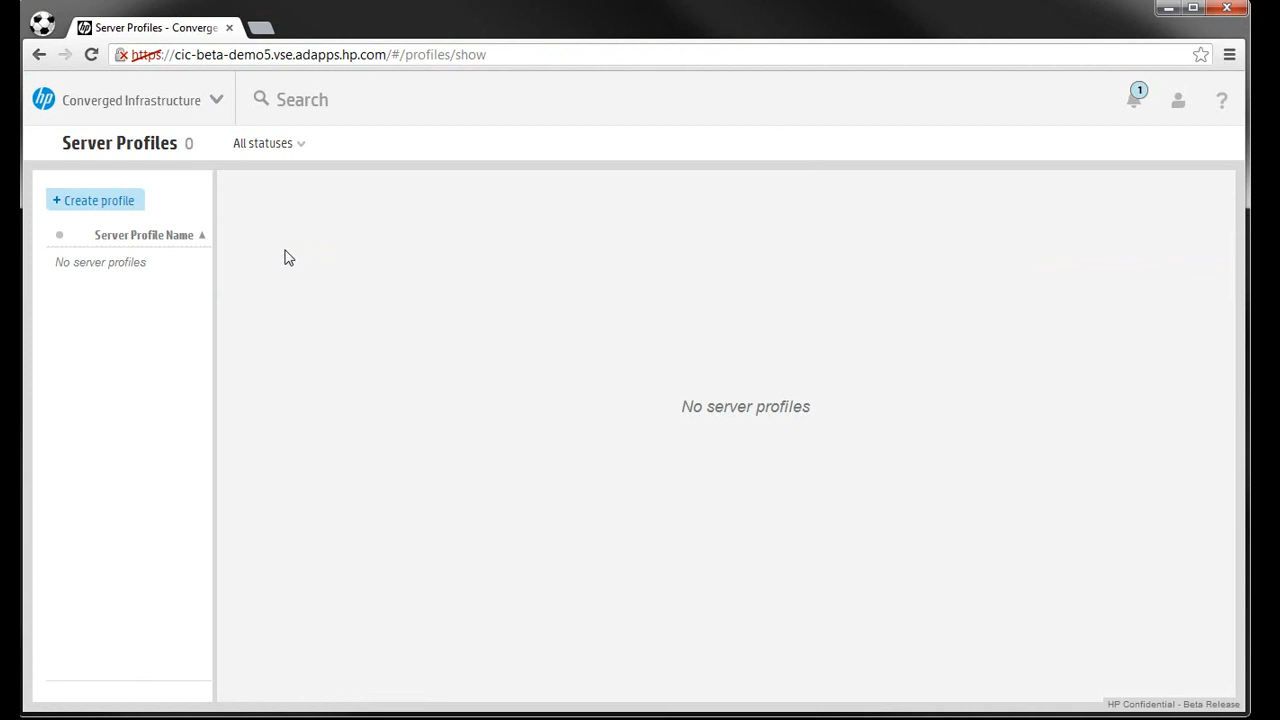 Server Profiles - Converge
https://cic-beta-demo5.vse.adapps.hp.com/#/profiles/show
hp
Converged Infrastructure
Search
1
?
Server Profiles 0
All statuses
+ Create profile
Server Profile Name
No server profiles
No server profiles
HP Confidential - Beta Release